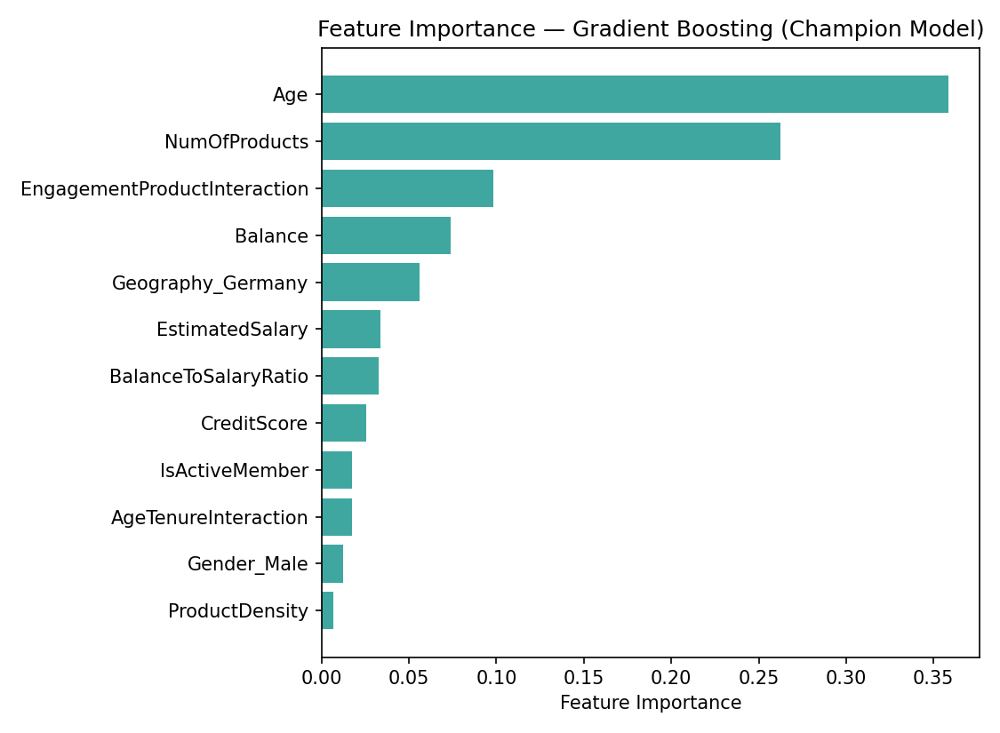 Feature Importance — Gradient Boosting (Champion Model)
Age
NumOfProducts
EngagementProductInteraction
Balance
Geography_Germany
EstimatedSalary
BalanceToSalaryRatio
CreditScore
IsActiveMember
AgeTenureInteraction
Gender_Male
ProductDensity
0.00 0.05 0.10 0.15 0.20 0.25 0.30 0.35
Feature Importance